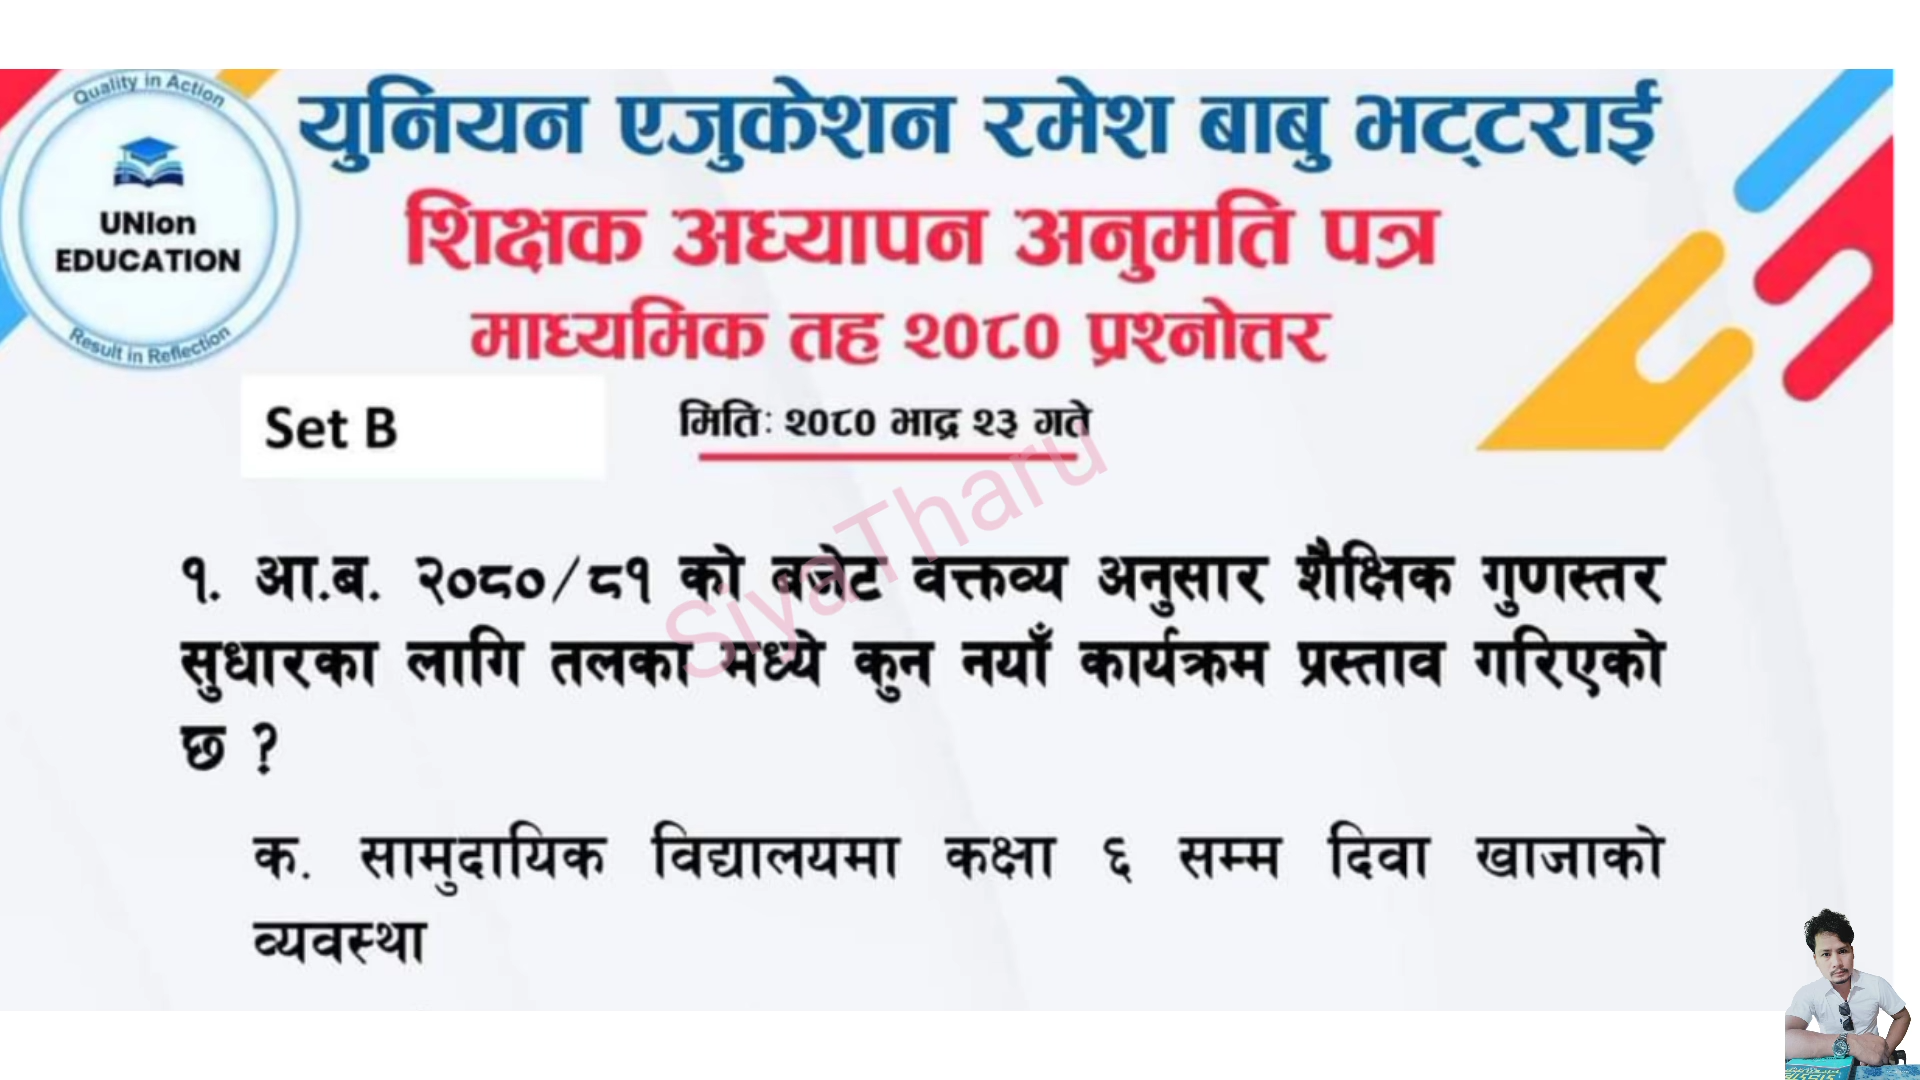 Quality in Action
UNIon
EDUCATION
Result in Reflection
युनियन एजुकेशन रमेश बाबु भट्टराई
शिक्षक अध्यापन अनुमति पत्र
माध्यमिक तह २०८० प्रश्नोत्तर
Set B
मितिः २०८० भाद्र २३ गते
SiyaTharu
१. आ.ब. २०८०/८१ को बजेट वक्तव्य अनुसार शैक्षिक गुणस्तर
सुधारका लागि तलका मध्ये कुन नयाँ कार्यक्रम प्रस्ताव गरिएको
छ ?
क. सामुदायिक विद्यालयमा कक्षा ६ सम्म दिवा खाजाको
व्यवस्था